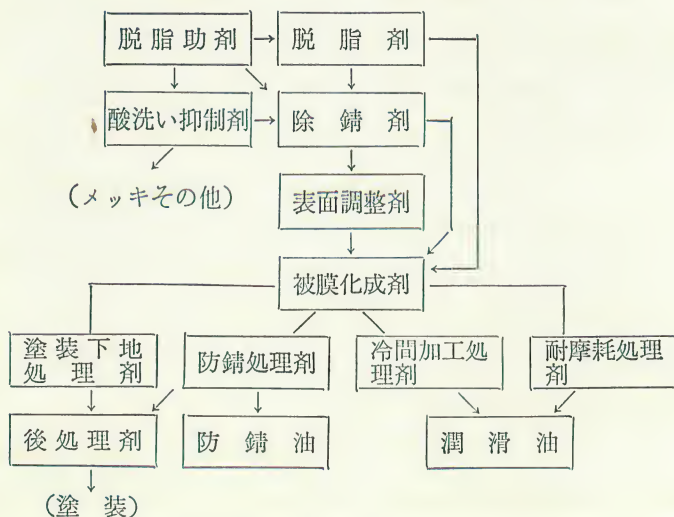 脱脂助剤
脱脂剤
酸洗い抑制剤
除錆剤
(メッキその他)
表面調整剤
被膜化成剤
塗装下地
処理剤
防錆処理剤
冷間加工処
理剤
耐摩耗処理
剤
後処理剤
防錆油
潤滑油
(塗装)